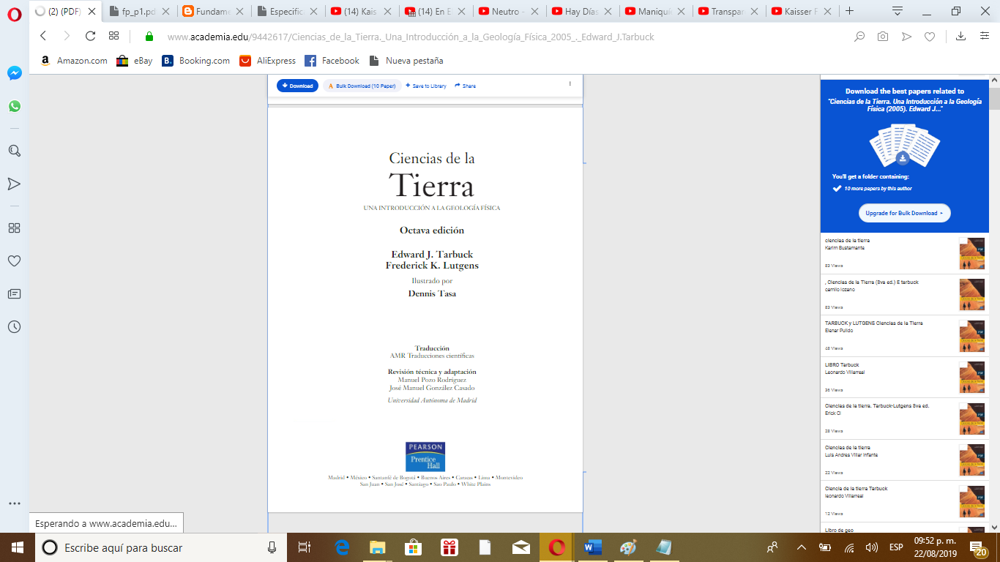 (2) (PDF)
fp_p1.pd
Fundame
Especific
(14) Kais
(14) En E
Neutro -
Hay Días
Maniquí
Transpar
Kaisser F
www.academia.edu/9442617/Ciencias_de_la_Tierra._Una_Introducción_a_la_Geología_Física_2005_._Edward_J.Tarbuck
Amazon.com
eBay
Booking.com
AliExpress
Facebook
Nueva pestaña
Download
Bulk Download (10 Paper)
Save to Library
Share
Ciencias de la
Tierra
UNA INTRODUCCIÓN A LA GEOLOGÍA FÍSICA
Octava edición
Edward J. Tarbuck
Frederick K. Lutgens
Ilustrado por
Dennis Tasa
Traducción
AMR Traducciones científicas
Revisión técnica y adaptación
Manuel Pozo Rodríguez
José Manuel González Casado
Universidad Autónoma de Madrid
PEARSON
Prentice
Hall
Madrid • México • Santanfé de Bogotá • Buenos Aires • Caracas • Lima • Montevideo
San Juan • San José • Santiago • Sao Paulo • White Plains
Download the best papers related to
"Ciencias de la Tierra. Una Introducción a la Geología
Física (2005). Edward J..."
You'll get a folder containing:
10 more papers by this author
Upgrade for Bulk Download
ciencias de la tierra
Karim Bustamante
83 Views
, Ciencias de la Tierra (8va ed.) E tarbuck
camilo lozano
83 Views
TARBUCK y LUTGENS Ciencias de la Tierra
Elenar Pulido
48 Views
LIBRO Tarbuck
Leonardo Villarreal
36 Views
Ciencias de la tierra. Tarbuck-Lutgens 8va ed.
Erick Cl
28 Views
Ciencias de la tierra
Luis Andres Villar Infante
22 Views
Ciencia de la tierra Tarbuck
leonardo Villarreal
12 Views
Libro de geo
Esperando a www.academia.edu...
Escribe aquí para buscar
ESP
09:52 p. m.
22/08/2019
20